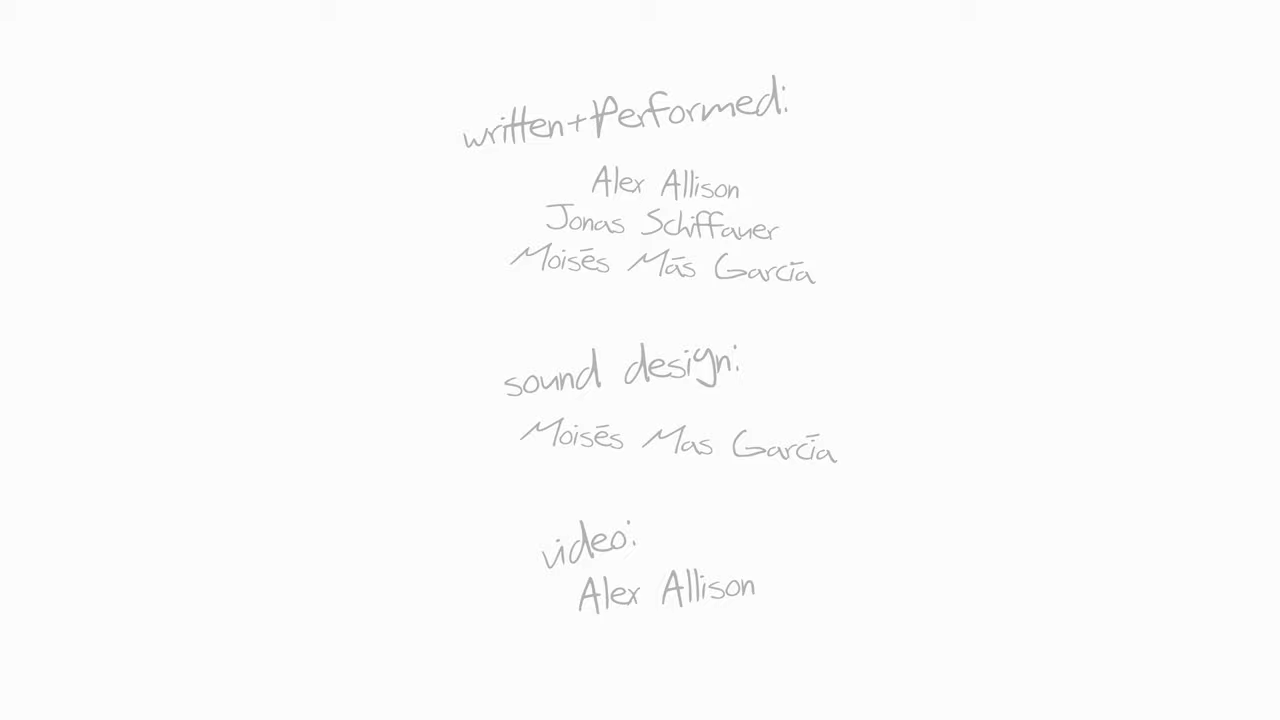 written+Performed:
Alex Allison
Jonas Schiffauer
Moisés Más García
sound design:
Moisés Mas García
video:
Alex Allison